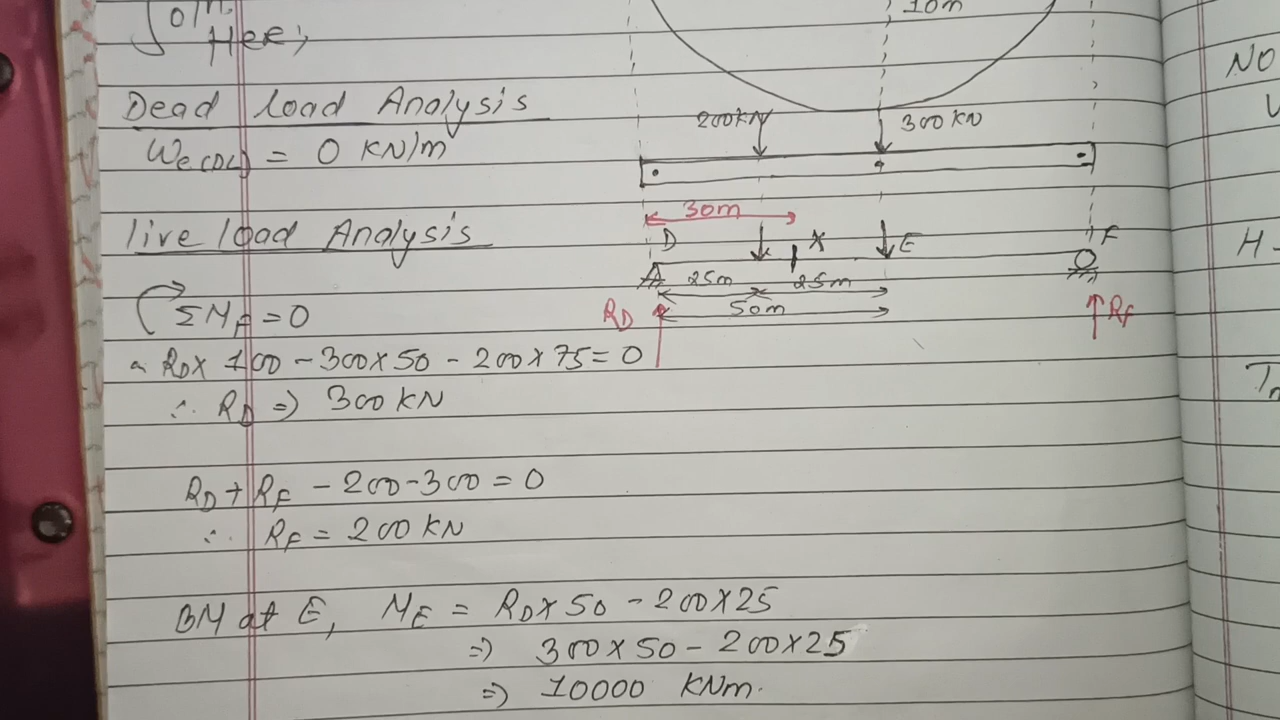 Soln.
Here,
10m
Dead load Analysis
We(DL) = 0 KN/m
200KN
300 KN
live load Analysis
30m
D
X
E
F
25m
25m
50m
RD
RF
ΣMF = 0
RD X 100 - 300 X 50 - 200 X 75 = 0
∴ RD => 300 KN
RD + RF - 200 - 300 = 0
∴ RF = 200 KN
BM at E, ME = RD X 50 - 200 X 25
=> 300 X 50 - 200 X 25
=> 10000 KNm.
NO
H -